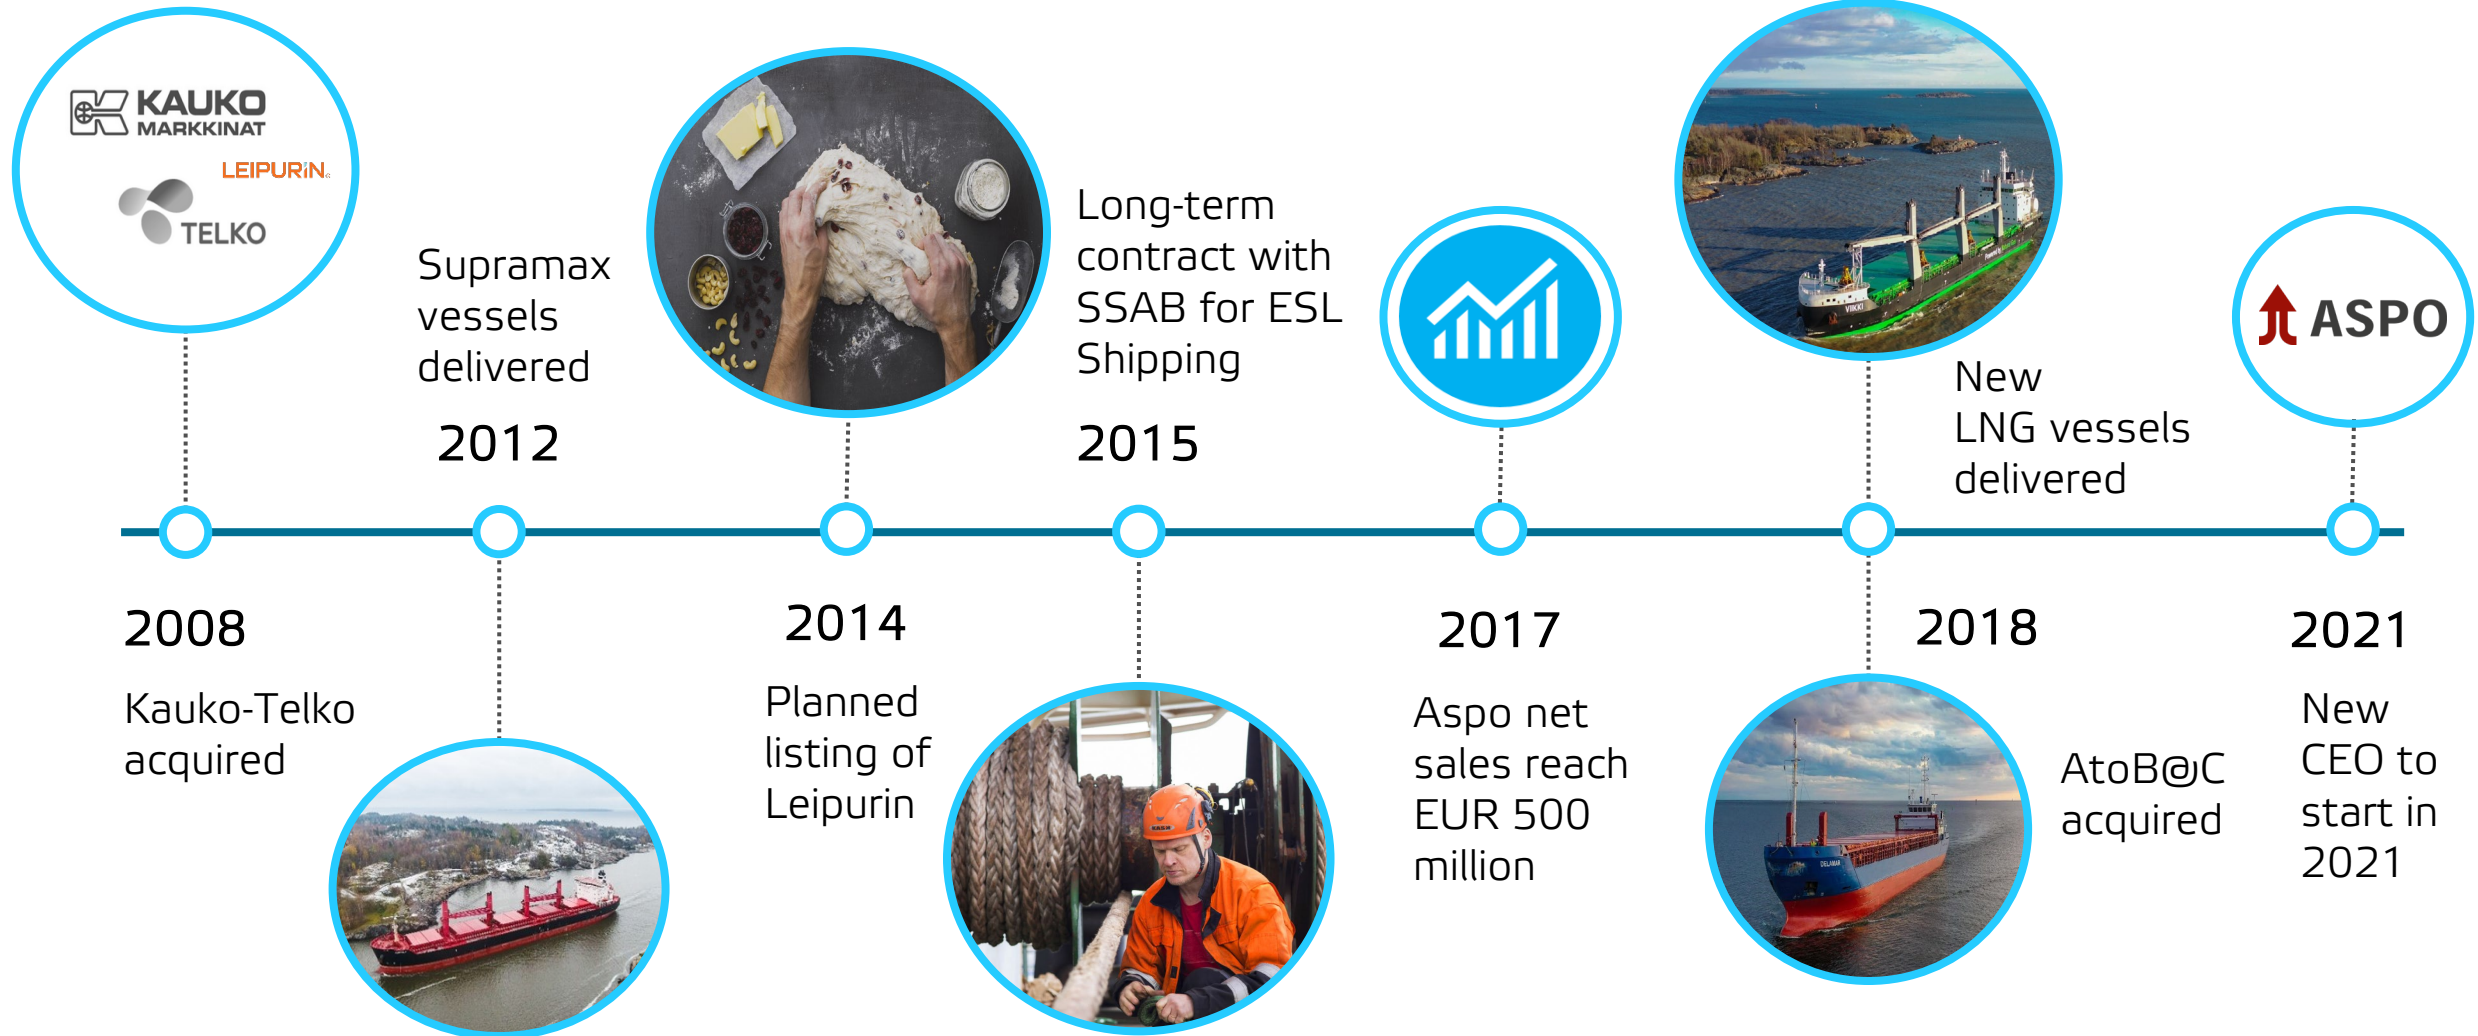 KAUKO
MARKKINAT
LEIPURIN
TELKO
2008
Kauko-Telko
acquired
Supramax
vessels
delivered
2012
2014
Planned
listing of
Leipurin
Long-term
contract with
SSAB for ESL
Shipping
2015
2017
Aspo net
sales reach
EUR 500
million
VIIKKI
New
LNG vessels
delivered
2018
AtoB@C
acquired
ASPO
2021
New
CEO to
start in
2021